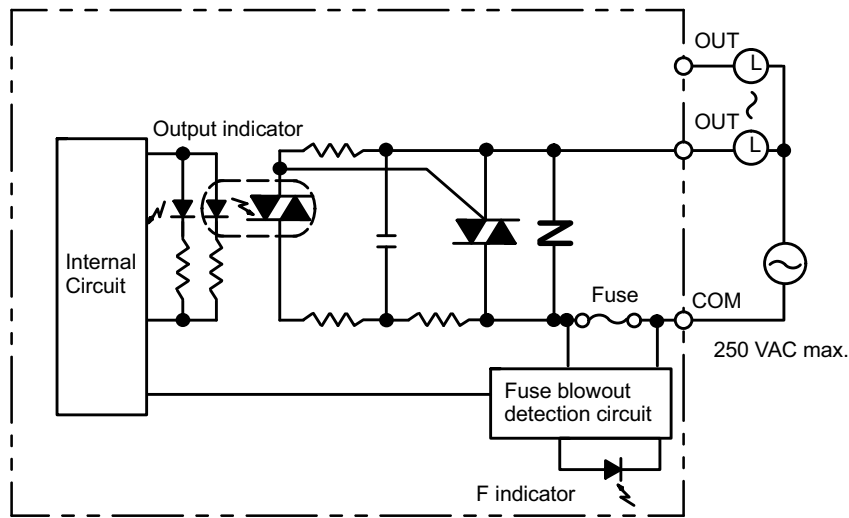 OUT
L
OUT
L
Output indicator
Internal
Circuit
Fuse
COM
250 VAC max.
Fuse blowout
detection circuit
F indicator